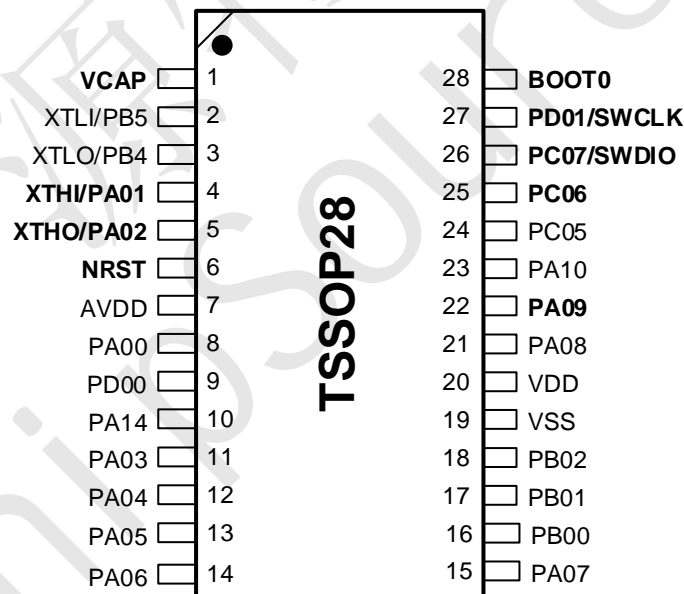 VCAP 1 28 BOOT0
XTLI/PB5 2 27 PD01/SWCLK
XTLO/PB4 3 26 PC07/SWDIO
XTHI/PA01 4 25 PC06
XTHO/PA02 5 24 PC05
NRST 6 23 PA10
AVDD 7 22 PA09
PA00 8 21 PA08
PD00 9 20 VDD
PA14 10 19 VSS
PA03 11 18 PB02
PA04 12 17 PB01
PA05 13 16 PB00
PA06 14 15 PA07
TSSOP28
源
hipSour